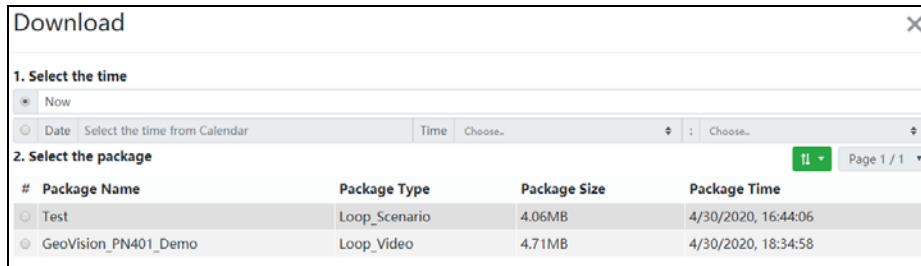 Download
1. Select the time
Now
Date Select the time from Calendar Time Choose... : Choose...
2. Select the package Page 1 / 1
# Package Name Package Type Package Size Package Time
Test Loop_Scenario 4.06MB 4/30/2020, 16:44:06
GeoVision_PN401_Demo Loop_Video 4.71MB 4/30/2020, 18:34:58